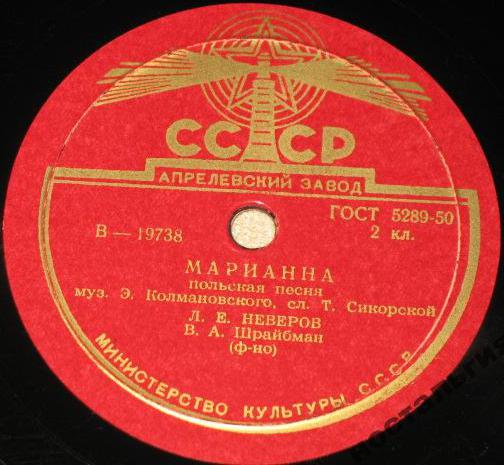 СССР
АПРЕЛЕВСКИЙ ЗАВОД
ГОСТ 5289-50
В — 19738
2 кл.
МАРИАННА
польская песня
муз. Э. Колмановского, сл. Т. Сикорской
Л. Е. НЕВЕРОВ
В. А. Шрайбман
(ф-но)
МИНИСТЕРСТВО КУЛЬТУРЫ СССР
ностальгия